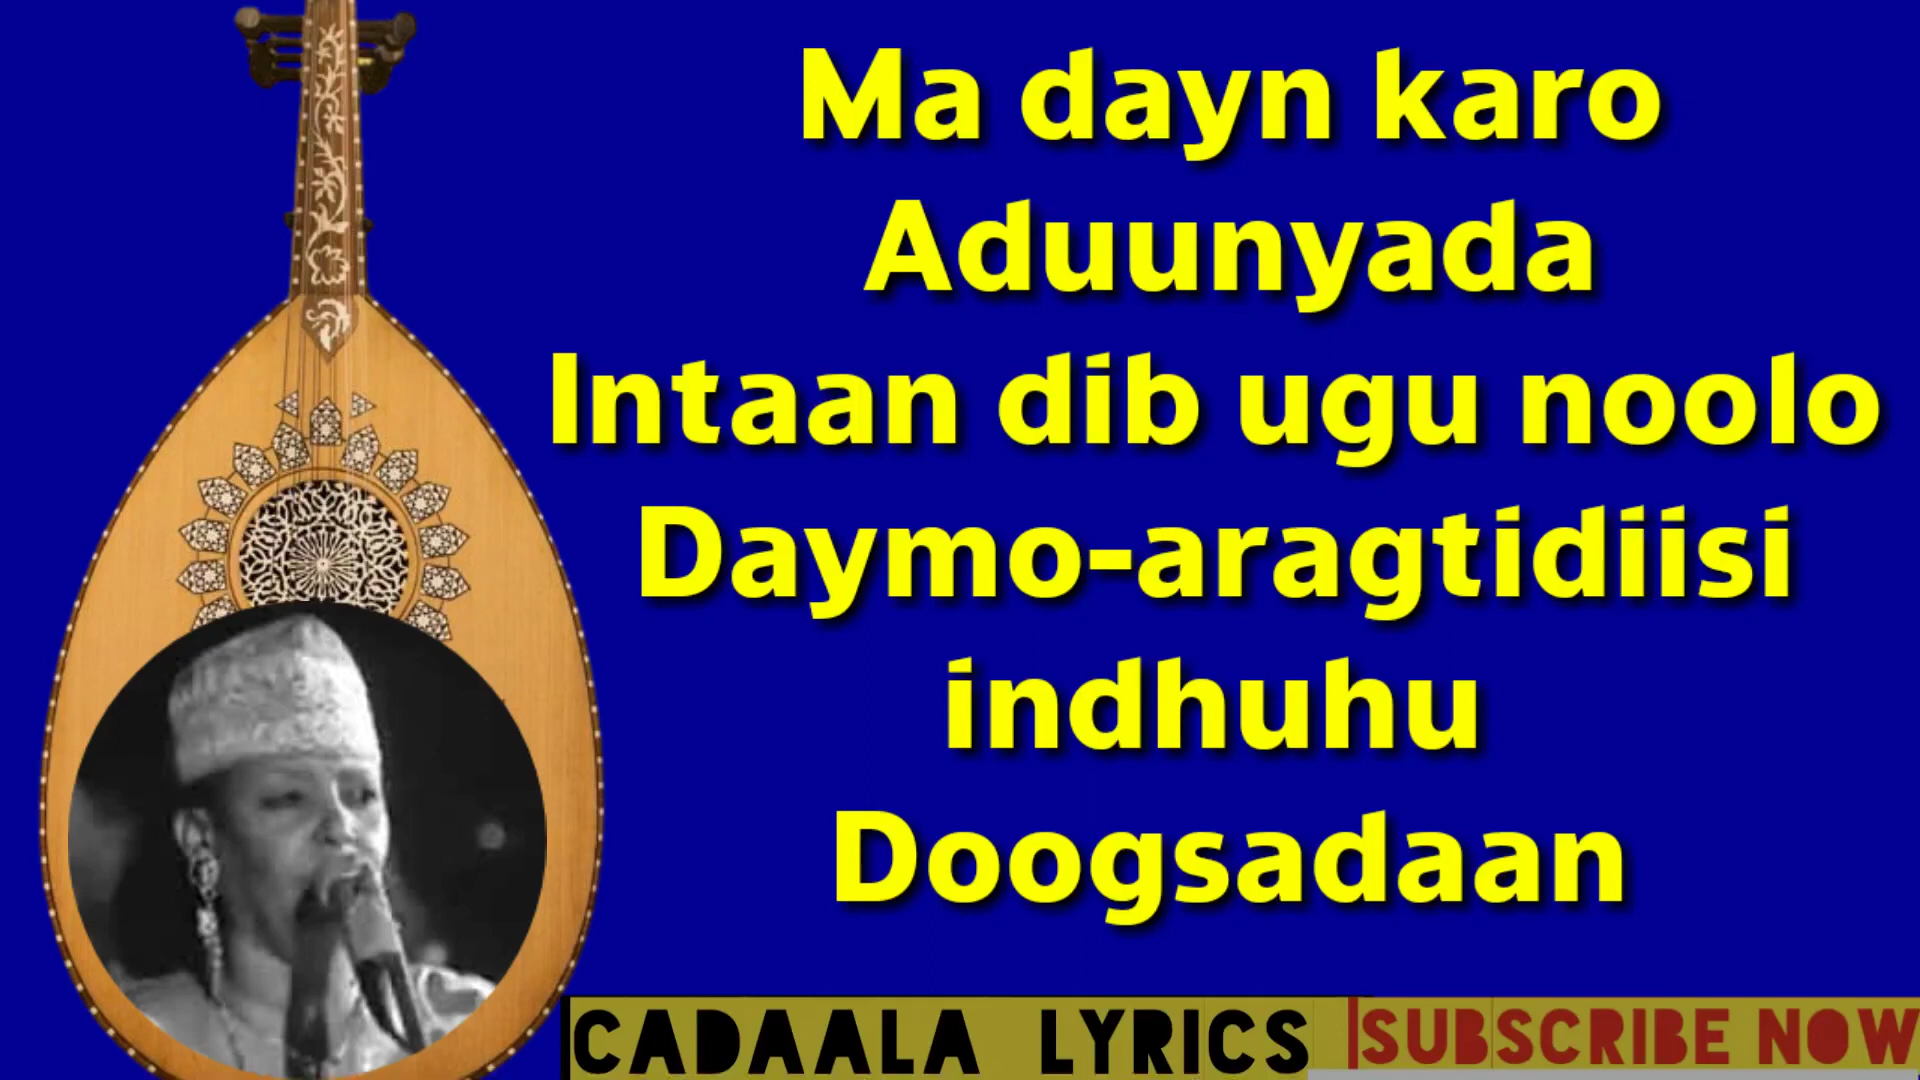 Ma dayn karo
Aduunyada
Intaan dib ugu noolo
Daymo-aragtidiisi
indhuhu
Doogsadaan
CADAALA LYRICS SUBSCRIBE NOW